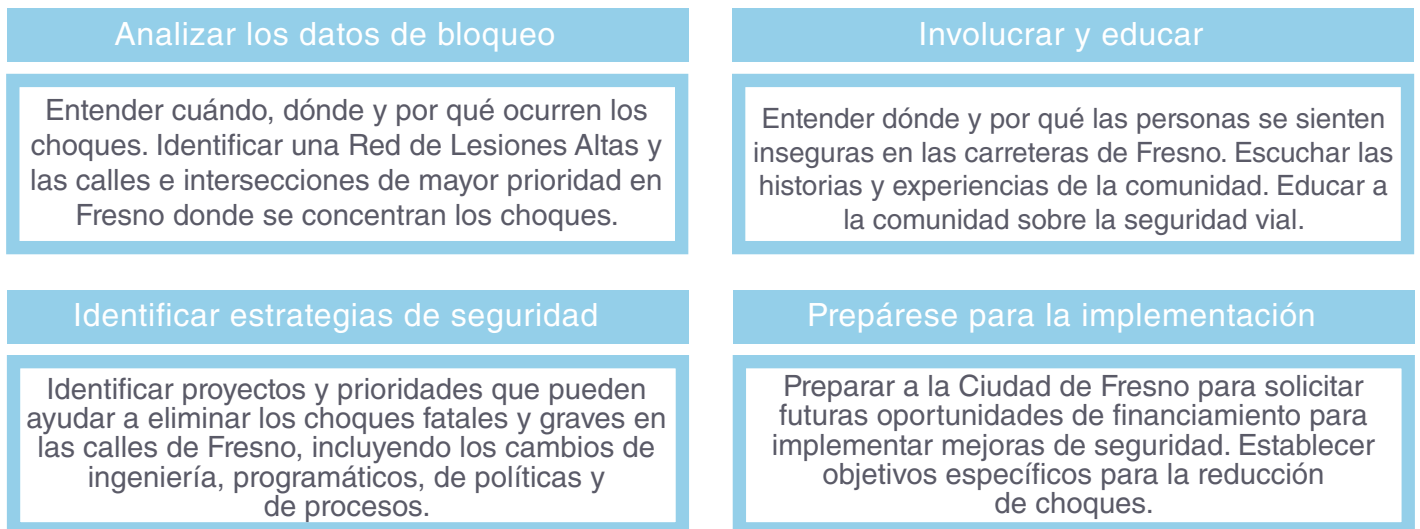 Analizar los datos de bloqueo
Entender cuándo, dónde y por qué ocurren los
choques. Identificar una Red de Lesiones Altas y
las calles e intersecciones de mayor prioridad en
Fresno donde se concentran los choques.
Involucrar y educar
Entender dónde y por qué las personas se sienten
inseguras en las carreteras de Fresno. Escuchar las
historias y experiencias de la comunidad. Educar a
la comunidad sobre la seguridad vial.
Identificar estrategias de seguridad
Identificar proyectos y prioridades que pueden
ayudar a eliminar los choques fatales y graves en
las calles de Fresno, incluyendo los cambios de
ingeniería, programáticos, de políticas y
de procesos.
Prepárese para la implementación
Preparar a la Ciudad de Fresno para solicitar
futuras oportunidades de financiamiento para
implementar mejoras de seguridad. Establecer
objetivos específicos para la reducción
de choques.